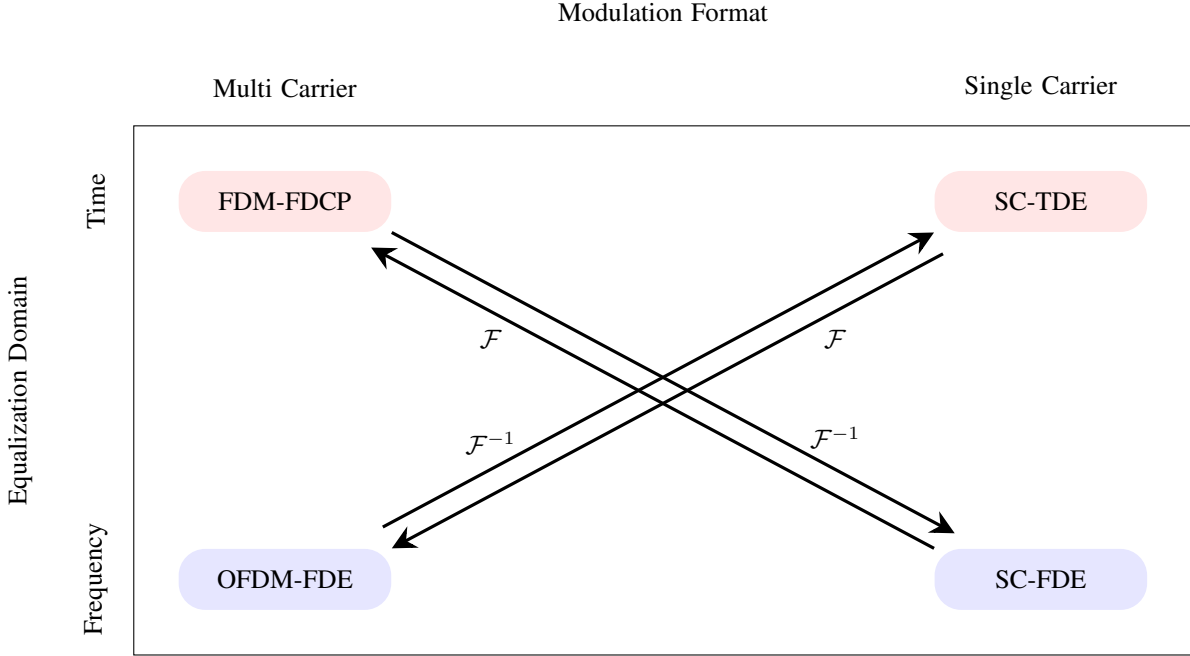 Modulation Format
Multi Carrier
Single Carrier
Time
FDM-FDCP
SC-TDE
Equalization Domain
ℱ
ℱ
ℱ⁻¹
ℱ⁻¹
Frequency
OFDM-FDE
SC-FDE